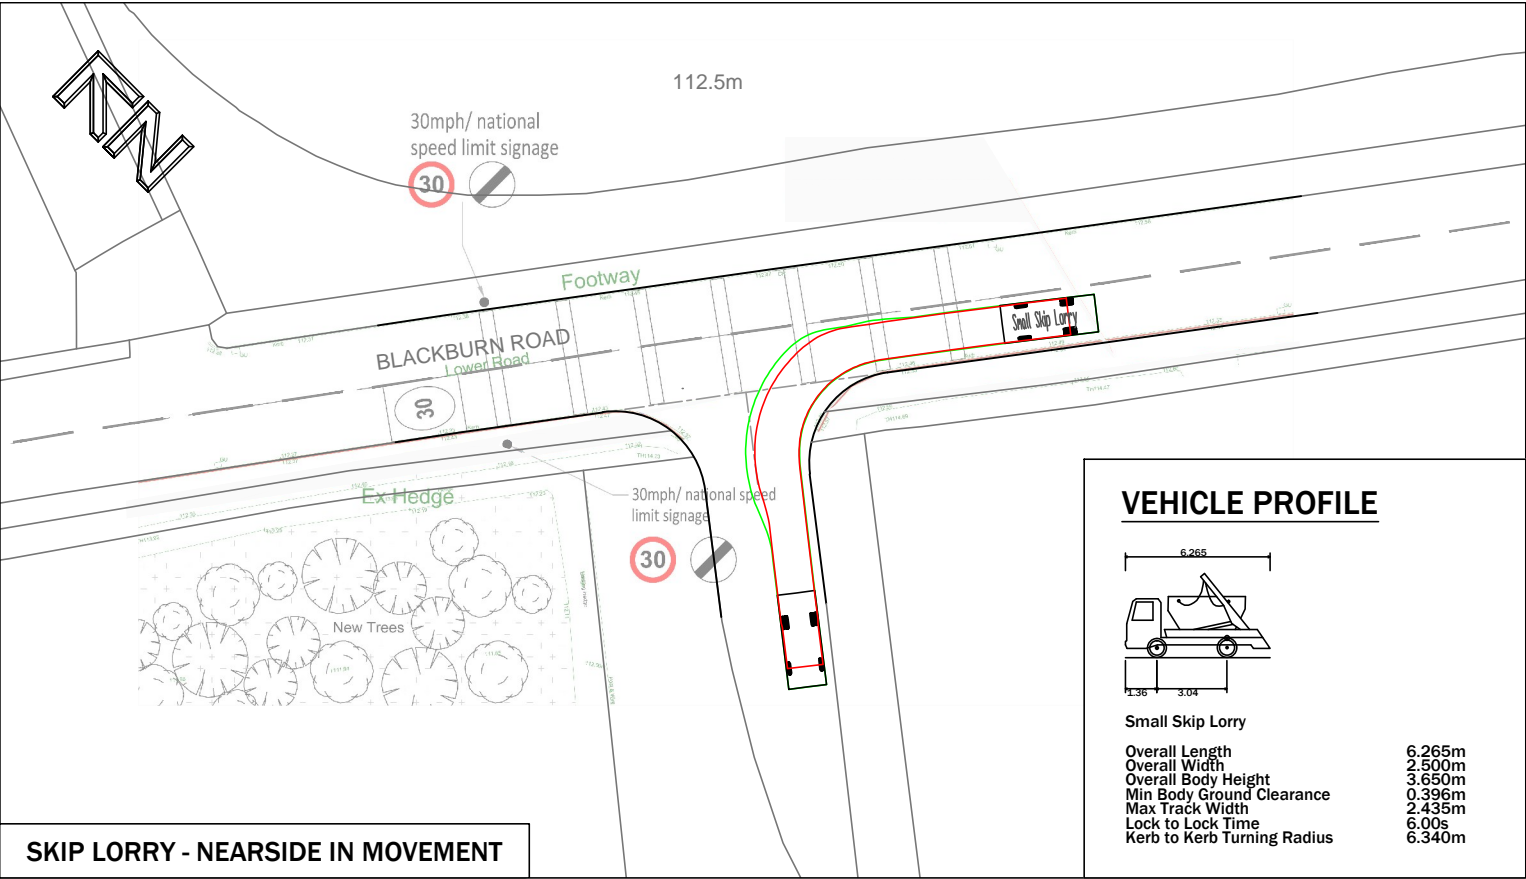 112.5m
30mph/ national
speed limit signage
30
Footway
BLACKBURN ROAD
Lower Road
30
Small Skip Lorry
Ex Hedge
30mph/ national speed
limit signage
30
New Trees
N
VEHICLE PROFILE
6.265
1.36
3.04
Small Skip Lorry
Overall Length 6.265m
Overall Width 2.500m
Overall Body Height 3.650m
Min Body Ground Clearance 0.396m
Max Track Width 2.435m
Lock to Lock Time 6.00s
Kerb to Kerb Turning Radius 6.340m
SKIP LORRY - NEARSIDE IN MOVEMENT